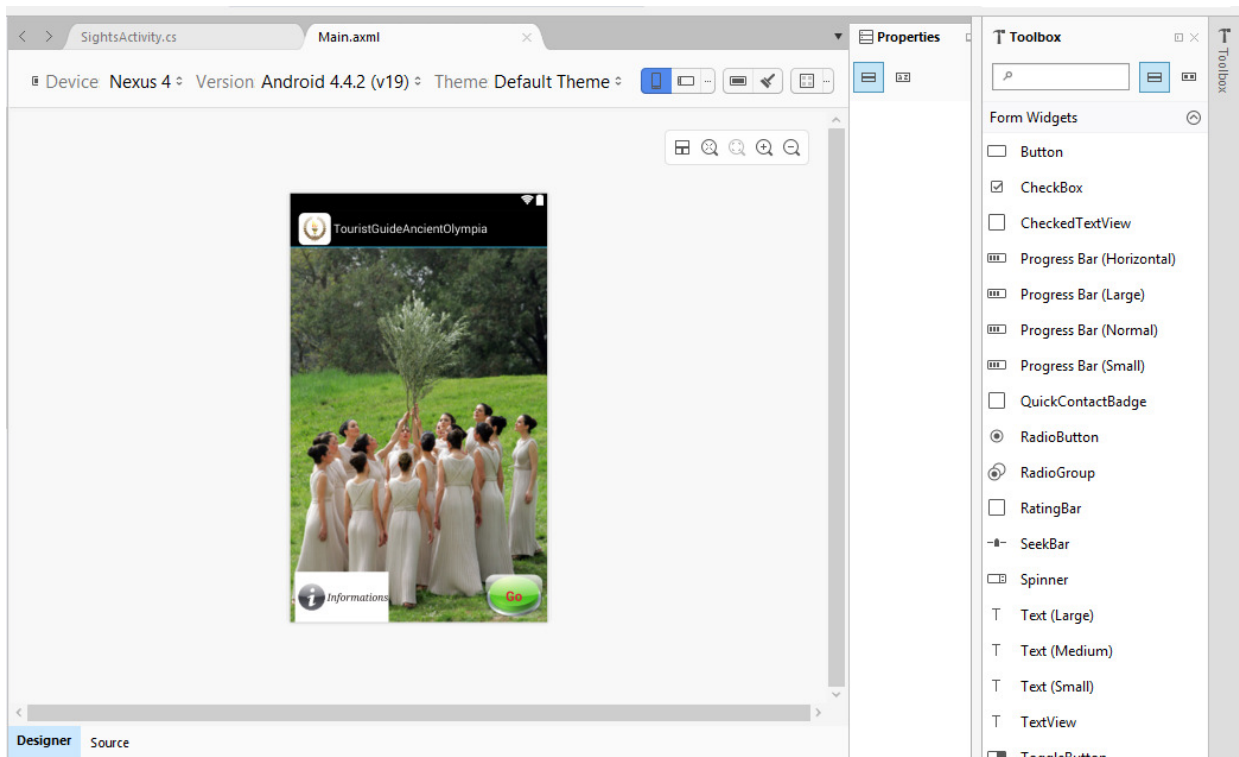 SightsActivity.cs
Main.axml
Device Nexus 4 Version Android 4.4.2 (v19) Theme Default Theme
TouristGuideAncientOlympia
Informations
Go
Designer
Source
Properties
Toolbox
Form Widgets
Button
CheckBox
CheckedTextView
Progress Bar (Horizontal)
Progress Bar (Large)
Progress Bar (Normal)
Progress Bar (Small)
QuickContactBadge
RadioButton
RadioGroup
RatingBar
SeekBar
Spinner
Text (Large)
Text (Medium)
Text (Small)
TextView
ToggleButton
Toolbox